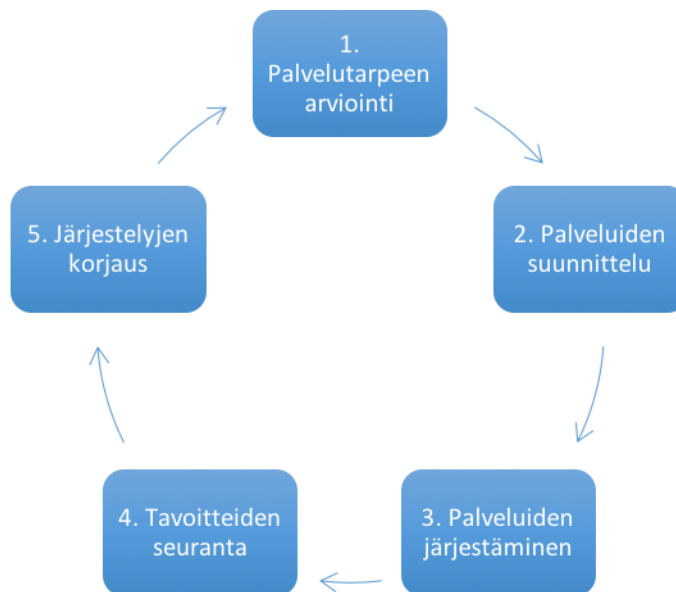 1.
Palvelutarpeen
arviointi
2. Palveluiden
suunnittelu
3. Palveluiden
järjestäminen
4. Tavoitteiden
seuranta
5. Järjestelyjen
korjaus